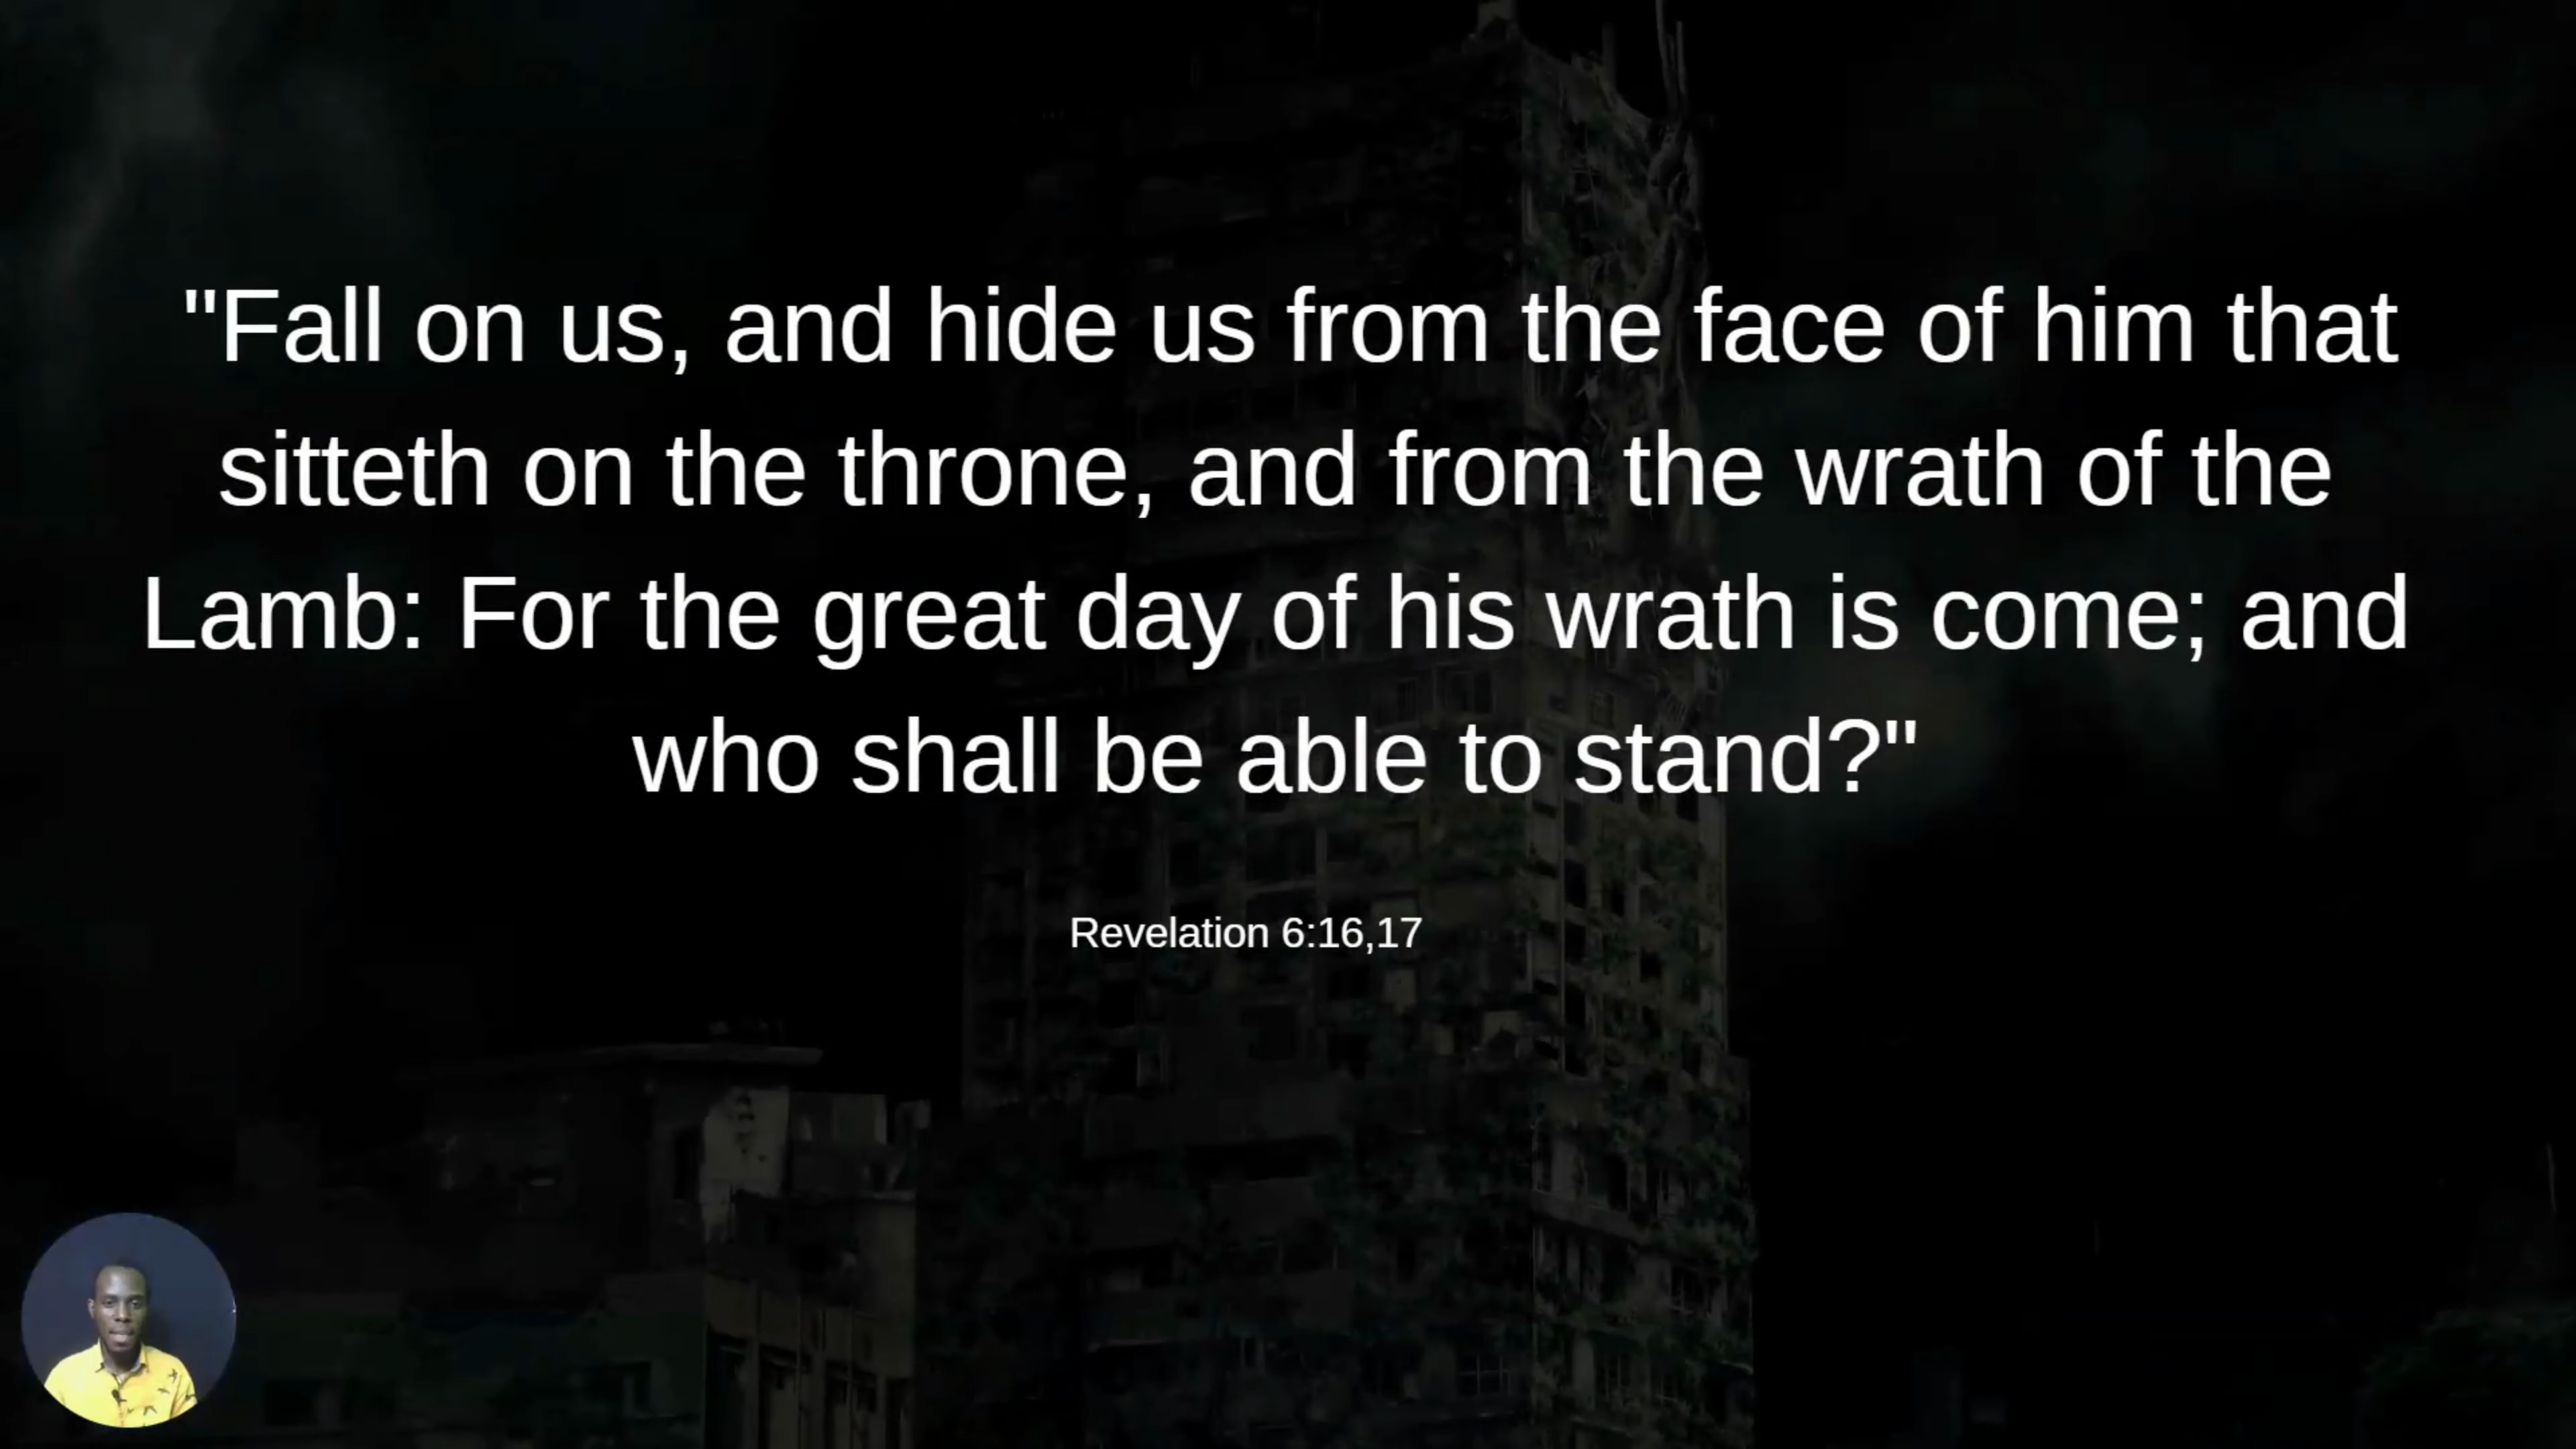 "Fall on us, and hide us from the face of him that
sitteth on the throne, and from the wrath of the
Lamb: For the great day of his wrath is come; and
who shall be able to stand?"
Revelation 6:16,17